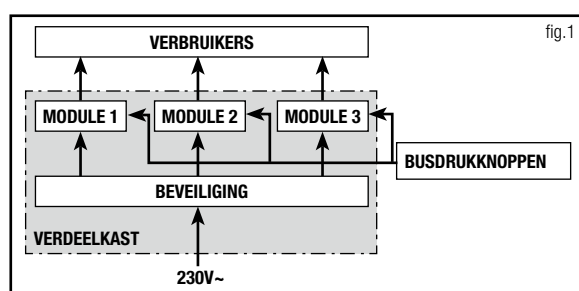 fig.1
VERBRUIKERS
MODULE 1 MODULE 2 MODULE 3
BUSDRUKKNOPPEN
BEVEILIGING
VERDEELKAST
230V~